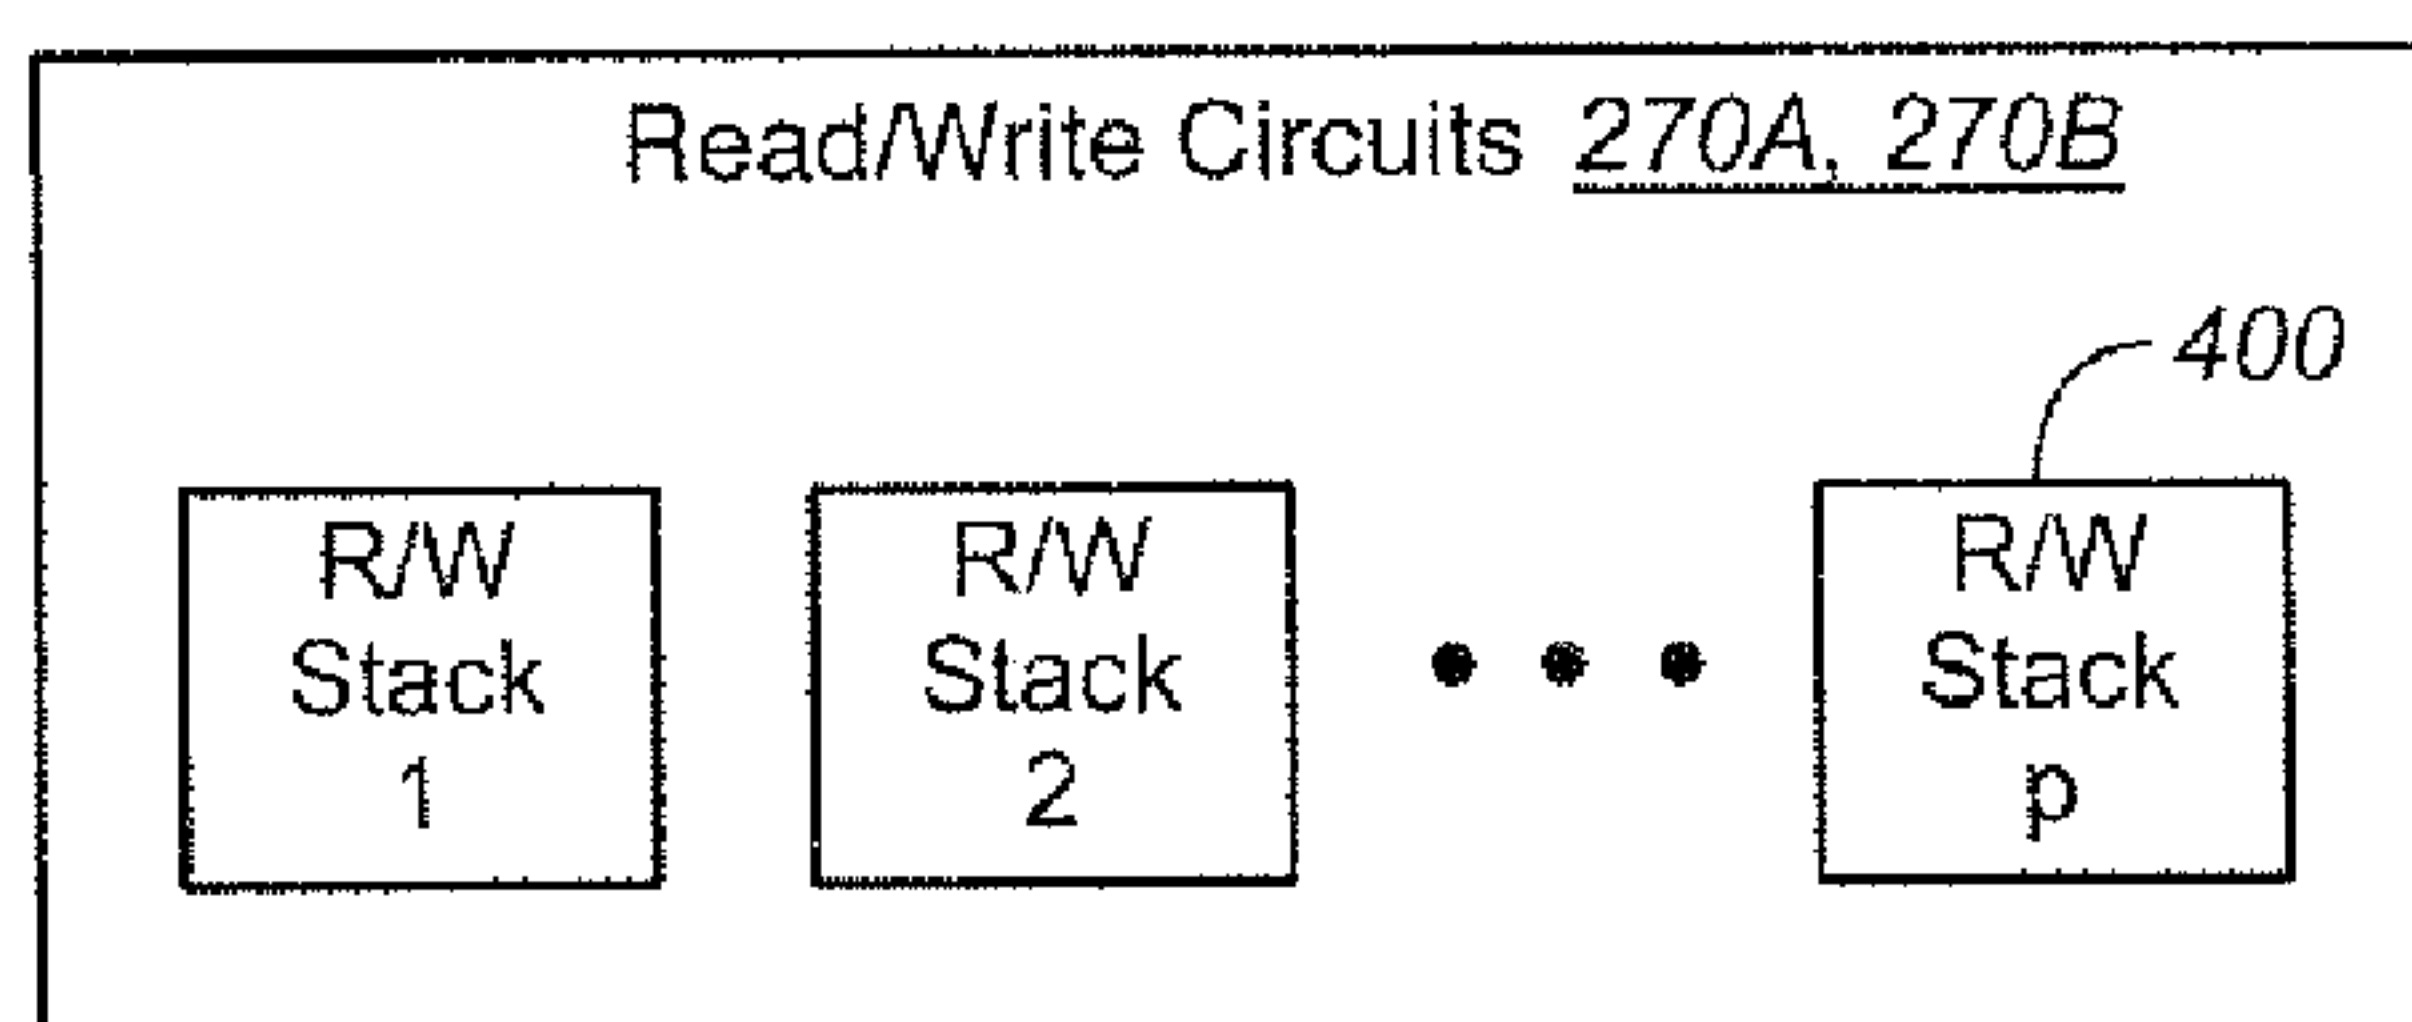 Read/Write Circuits 270A, 270B
400
R/W
Stack
1
R/W
Stack
2
R/W
Stack
p